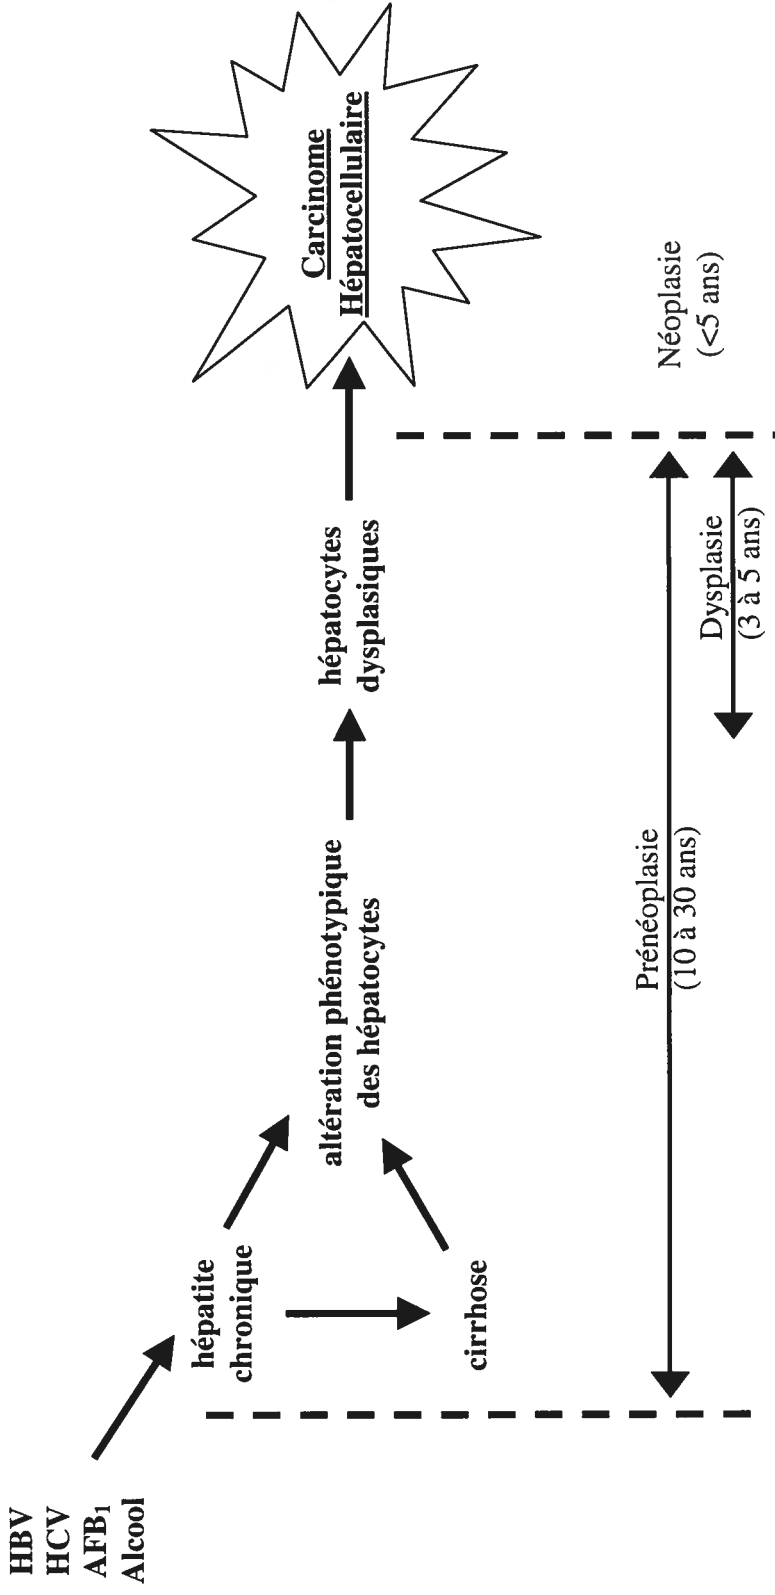 HBV
HCV
AFB1
Alcool
hépatite
chronique
cirrhose
altération phénotypique
des hépatocytes
hépatocytes
dysplasiques
Carcinome
Hépatocellulaire
Prénéoplasie
(10 à 30 ans)
Dysplasie
(3 à 5 ans)
Néoplasie
(<5 ans)